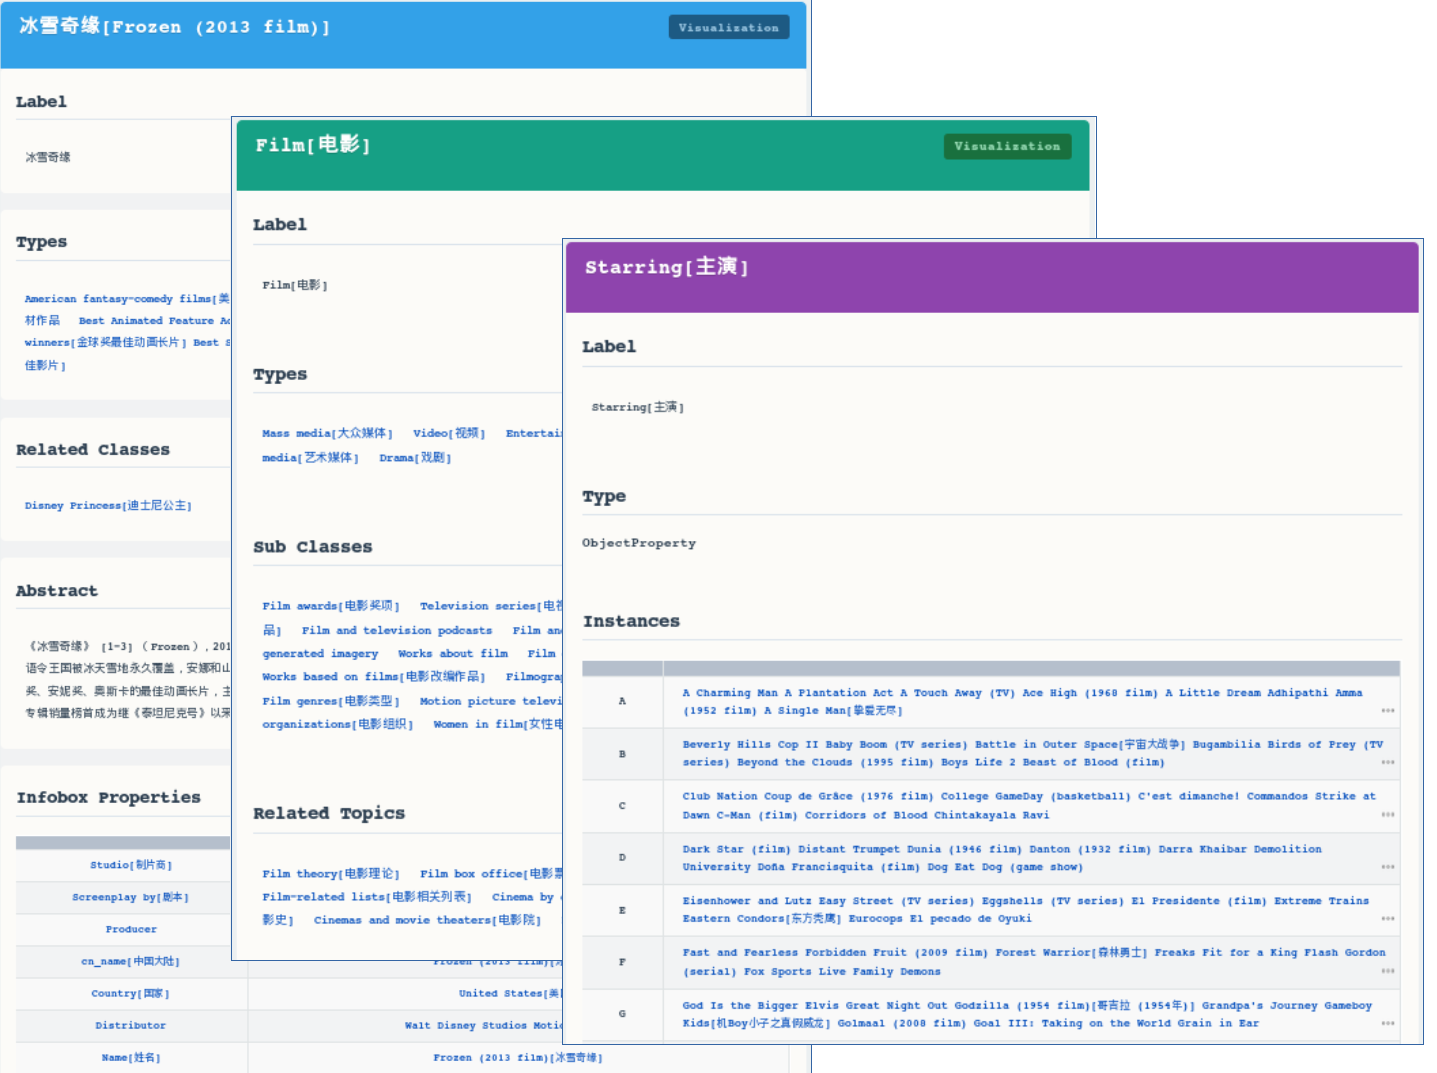 冰雪奇缘[Frozen (2013 film)]
Visualization
Label
冰雪奇缘
Types
American fantasy-comedy films[美
材作品 Best Animated Feature
winners[金球奖最佳动画长片] Best
佳影片]
Related Classes
Disney Princess[迪士尼公主]
Abstract
《冰雪奇缘》 [1-3] （Frozen），201
语令王国被冰天雪地永久覆盖，安娜和山
奖、安妮奖、奥斯卡的最佳动画长片，主
专辑销量榜首成为继《泰坦尼克号》以来
Infobox Properties
Studio[制片商]
Screenplay by[剧本]
Producer
cn_name[中国大陆]
Frozen (2013 film)
Country[国家]
United States[美
Distributor
Walt Disney Studios
Name[姓名]
Frozen (2013 film)[冰雪奇缘]
Film[电影]
Visualization
Label
Film[电影]
Types
Mass media[大众媒体] Video[视频] Entertai
media[艺术媒体] Drama[戏剧]
Sub Classes
Film awards[电影奖项] Television series[电视
品] Film and television podcasts Film
generated imagery Works about film Film
Works based on films[电影改编作品] Filmogra
Film genres[电影类型] Motion picture televi
organizations[电影组织] Women in film[女性电
Related Topics
Film theory[电影理论] Film box office[电影票
Film-related lists[电影相关列表] Cinema by
影史] Cinemas and movie theaters[电影院]
Starring[主演]
Label
Starring[主演]
Type
ObjectProperty
Instances
A
A Charming Man A Plantation Act A Touch Away (TV) Ace High (1968 film) A Little Dream Adhipathi Amma
(1952 film) A Single Man[挚爱无尽]
•••
B
Beverly Hills Cop II Baby Boom (TV series) Battle in Outer Space[宇宙大战争] Bugambilia Birds of Prey (TV
series) Beyond the Clouds (1995 film) Boys Life 2 Beast of Blood (film)
•••
C
Club Nation Coup de Grâce (1976 film) College GameDay (basketball) C'est dimanche! Commandos Strike at
Dawn C-Man (film) Corridors of Blood Chintakayala Ravi
•••
D
Dark Star (film) Distant Trumpet Dunia (1946 film) Danton (1932 film) Darra Khaibar Demolition
University Doña Francisquita (film) Dog Eat Dog (game show)
•••
E
Eisenhower and Lutz Easy Street (TV series) Eggshells (TV series) El Presidente (film) Extreme Trains
Eastern Condors[东方秃鹰] Eurocops El pecado de Oyuki
•••
F
Fast and Fearless Forbidden Fruit (2009 film) Forest Warrior[森林勇士] Freaks Fit for a King Flash Gordon
(serial) Fox Sports Live Family Demons
•••
G
God Is the Bigger Elvis Great Night Out Godzilla (1954 film)[哥吉拉 (1954年)] Grandpa's Journey Gameboy
Kids[机Boy小子之真假威龙] Golmaal (2008 film) Goal III: Taking on the World Grain in Ear
•••